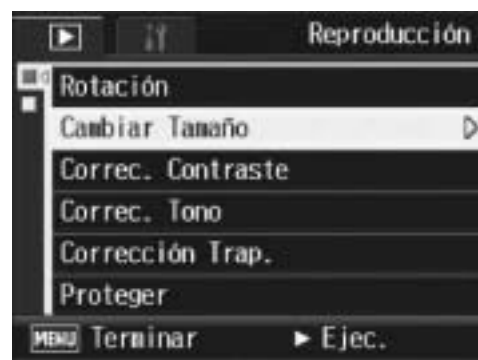 Reproducción
Rotación
Cambiar Tamaño
Correc. Contraste
Correc. Tono
Corrección Trap.
Proteger
MENU Terminar ► Ejec.